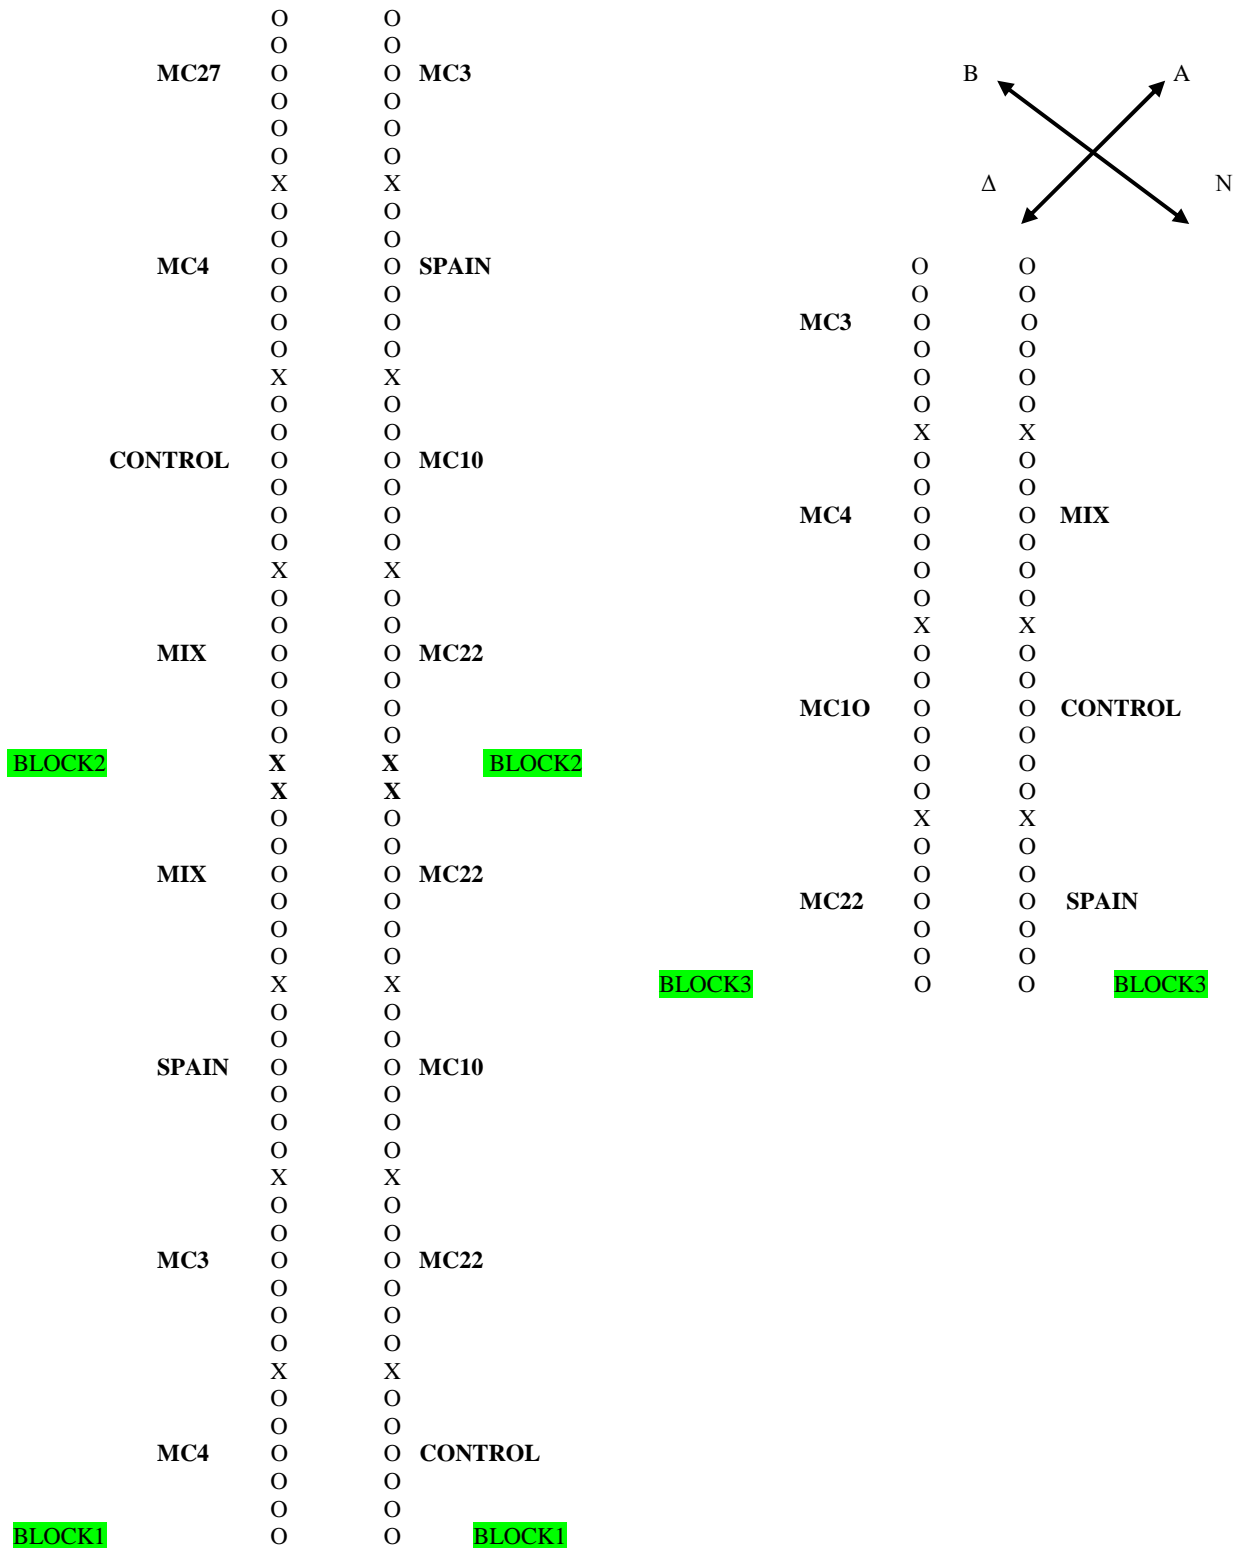 O O
O O
MC27 O O MC3
O O
O O
O O
X X
O O
O O
MC4 O O SPAIN
O O
O O
O O
X X
O O
O O
CONTROL O O MC10
O O
O O
O O
X X
O O
O O
MIX O O MC22
O O
O O
O O
BLOCK2 X X BLOCK2
X X
O O
O O
MIX O O MC22
O O
O O
O O
X X
O O
O O
SPAIN O O MC10
O O
O O
O O
X X
O O
O O
MC3 O O MC22
O O
O O
O O
X X
O O
O O
MC4 O O CONTROL
O O
O O
BLOCK1 O O BLOCK1
B A
Δ N
O O
O O
MC3 O O
O O
O O
O O
X X
O O
O O
MC4 O O MIX
O O
O O
O O
X X
O O
O O
MC1O O O CONTROL
O O
O O
O O
X X
O O
O O
MC22 O O SPAIN
O O
O O
BLOCK3 O O BLOCK3